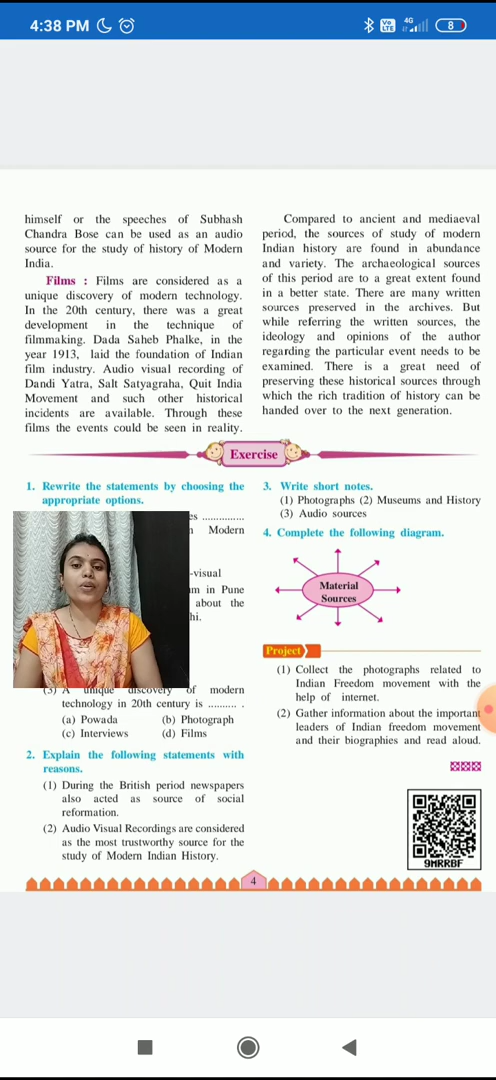 4:38 PM
Vo
LTE
4G
8
himself or the speeches of Subhash
Chandra Bose can be used as an audio
source for the study of history of Modern
India.
Films : Films are considered as a
unique discovery of modern technology.
In the 20th century, there was a great
development in the technique of
filmmaking. Dada Saheb Phalke, in the
year 1913, laid the foundation of Indian
film industry. Audio visual recording of
Dandi Yatra, Salt Satyagraha, Quit India
Movement and such other historical
incidents are available. Through these
films the events could be seen in reality.
Compared to ancient and mediaeval
period, the sources of study of modern
Indian history are found in abundance
and variety. The archaeological sources
of this period are to a great extent found
in a better state. There are many written
sources preserved in the archives. But
while referring the written sources, the
ideology and opinions of the author
regarding the particular event needs to be
examined. There is a great need of
preserving these historical sources through
which the rich tradition of history can be
handed over to the next generation.
Exercise
1. Rewrite the statements by choosing the
appropriate options.
es ...............
Modern
-visual
um in Pune
about the
hi.
(3) A unique discovery of modern
technology in 20th century is .......... .
(a) Powada (b) Photograph
(c) Interviews (d) Films
2. Explain the following statements with
reasons.
(1) During the British period newspapers
also acted as source of social
reformation.
(2) Audio Visual Recordings are considered
as the most trustworthy source for the
study of Modern Indian History.
3. Write short notes.
(1) Photographs (2) Museums and History
(3) Audio sources
4. Complete the following diagram.
Material
Sources
Project
(1) Collect the photographs related to
Indian Freedom movement with the
help of internet.
(2) Gather information about the important
leaders of Indian freedom movement
and their biographies and read aloud.
9MRRBF
4